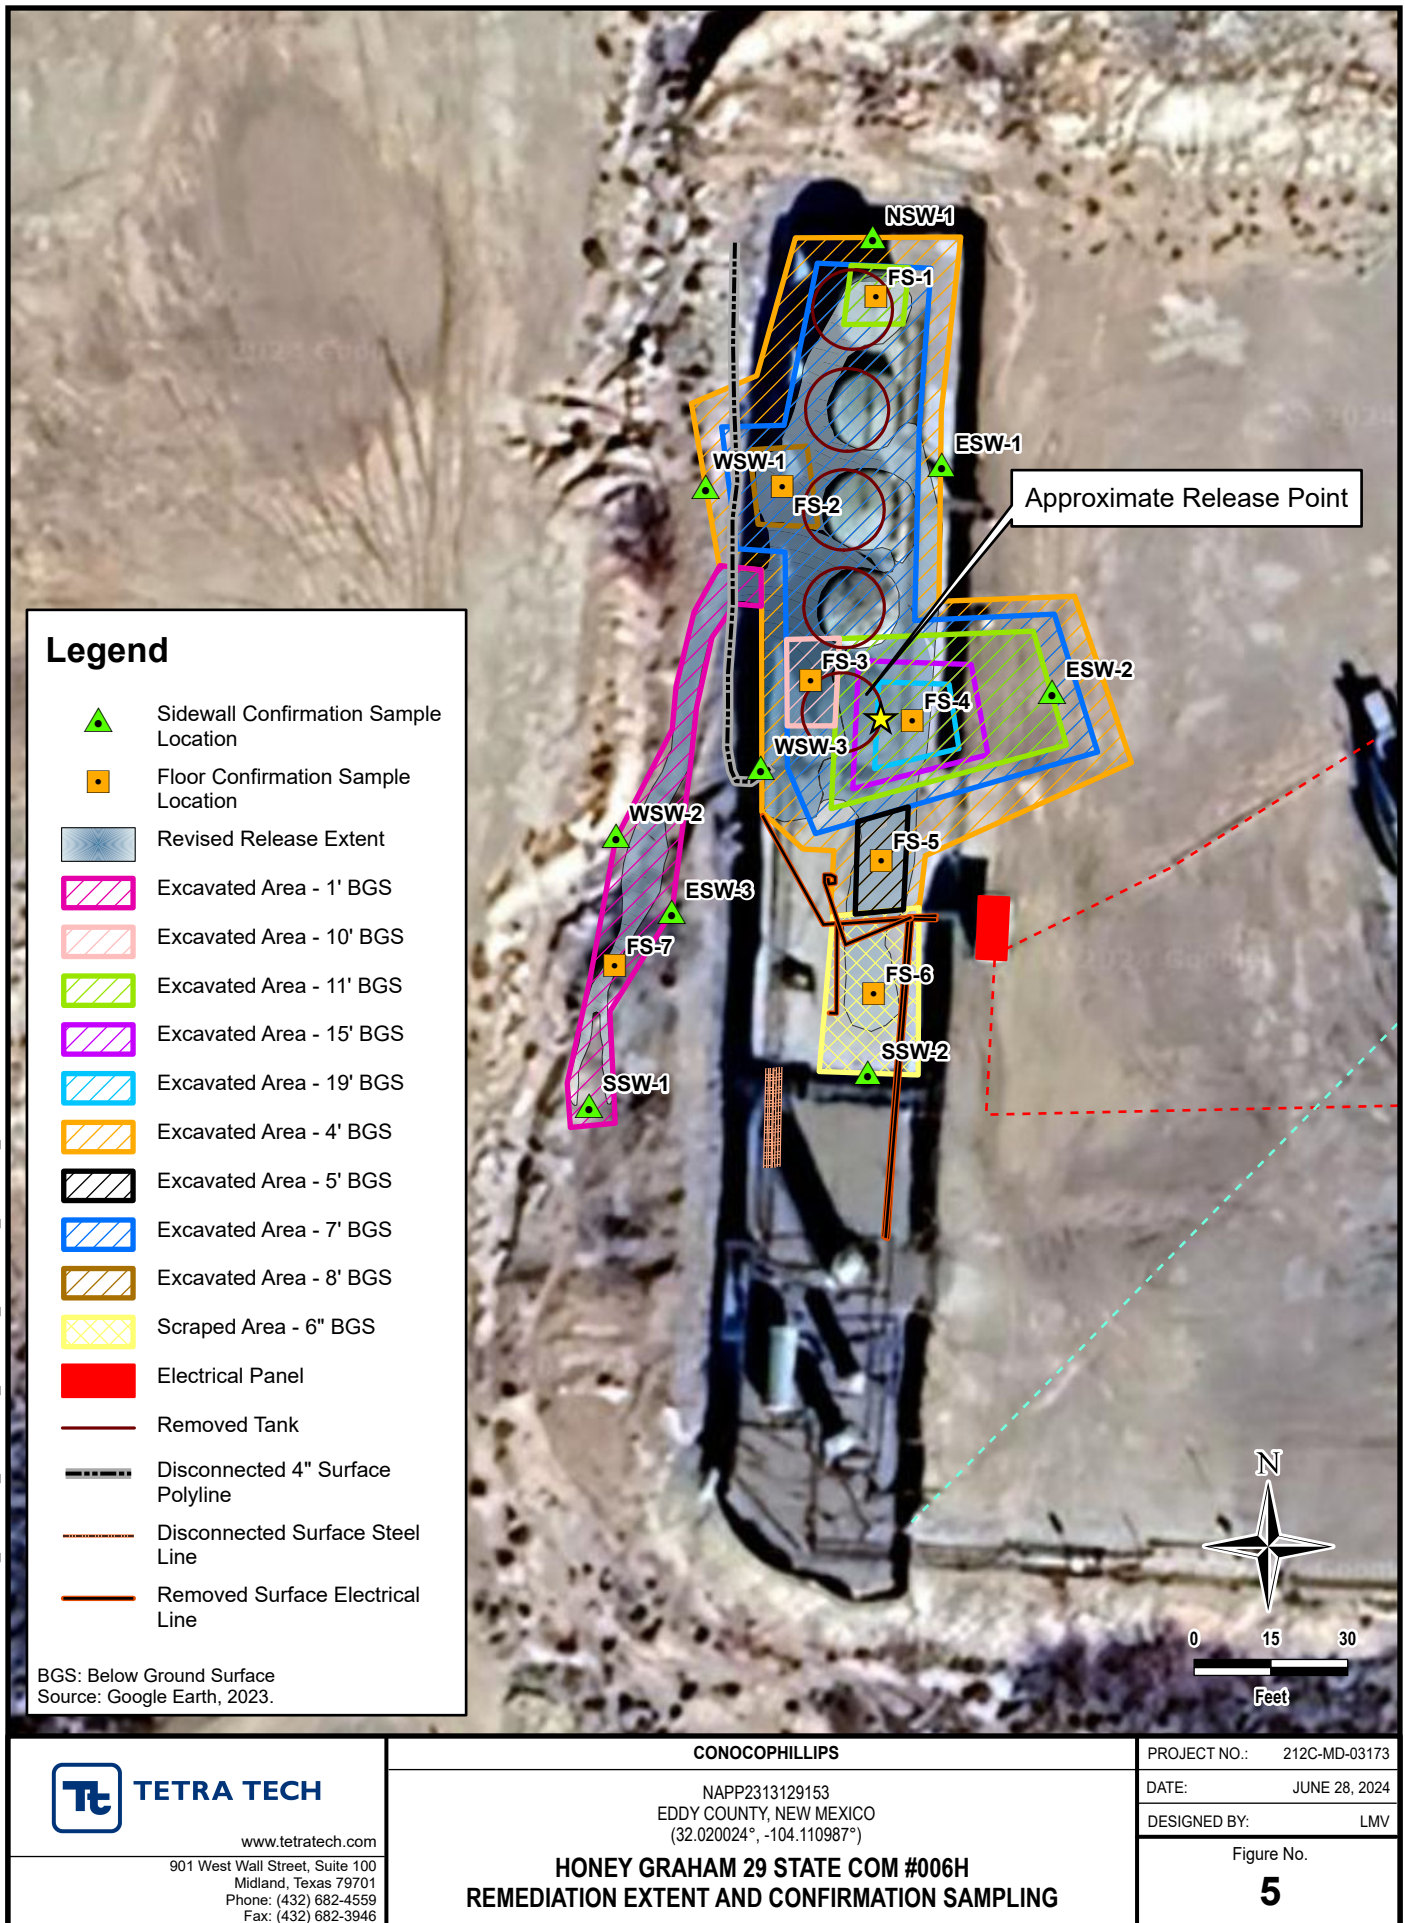 NSW-1
FS-1
ESW-1
WSW-1
FS-2
Approximate Release Point
FS-3
ESW-2
FS-4
WSW-3
WSW-2
FS-5
ESW-3
FS-7
FS-6
SSW-2
SSW-1
Legend
Sidewall Confirmation Sample
Location
Floor Confirmation Sample
Location
Revised Release Extent
Excavated Area - 1' BGS
Excavated Area - 10' BGS
Excavated Area - 11' BGS
Excavated Area - 15' BGS
Excavated Area - 19' BGS
Excavated Area - 4' BGS
Excavated Area - 5' BGS
Excavated Area - 7' BGS
Excavated Area - 8' BGS
Scraped Area - 6" BGS
Electrical Panel
Removed Tank
Disconnected 4" Surface
Polyline
Disconnected Surface Steel
Line
Removed Surface Electrical
Line
BGS: Below Ground Surface
Source: Google Earth, 2023.
N
0 15 30
Feet
Tt TETRA TECH
www.tetratech.com
901 West Wall Street, Suite 100
Midland, Texas 79701
Phone: (432) 682-4559
Fax: (432) 682-3946
CONOCOPHILLIPS
NAPP2313129153
EDDY COUNTY, NEW MEXICO
(32.020024°, -104.110987°)
HONEY GRAHAM 29 STATE COM #006H
REMEDIATION EXTENT AND CONFIRMATION SAMPLING
PROJECT NO.: 212C-MD-03173
DATE: JUNE 28, 2024
DESIGNED BY: LMV
Figure No.
5